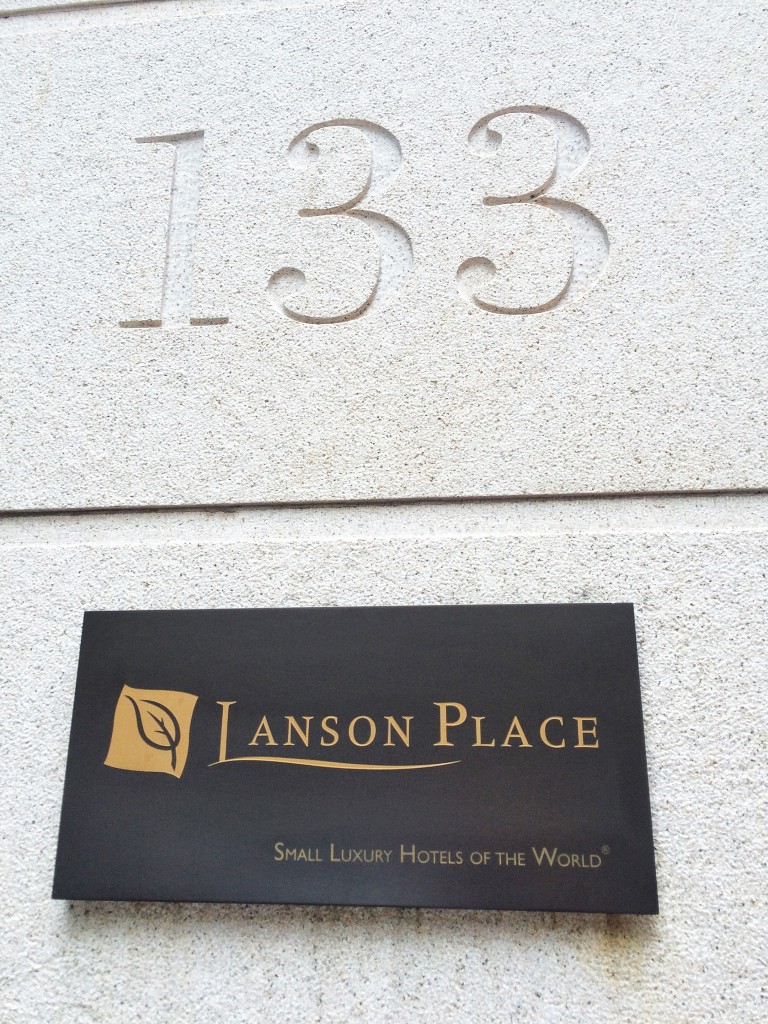 133
LANSON PLACE
SMALL LUXURY HOTELS OF THE WORLD®